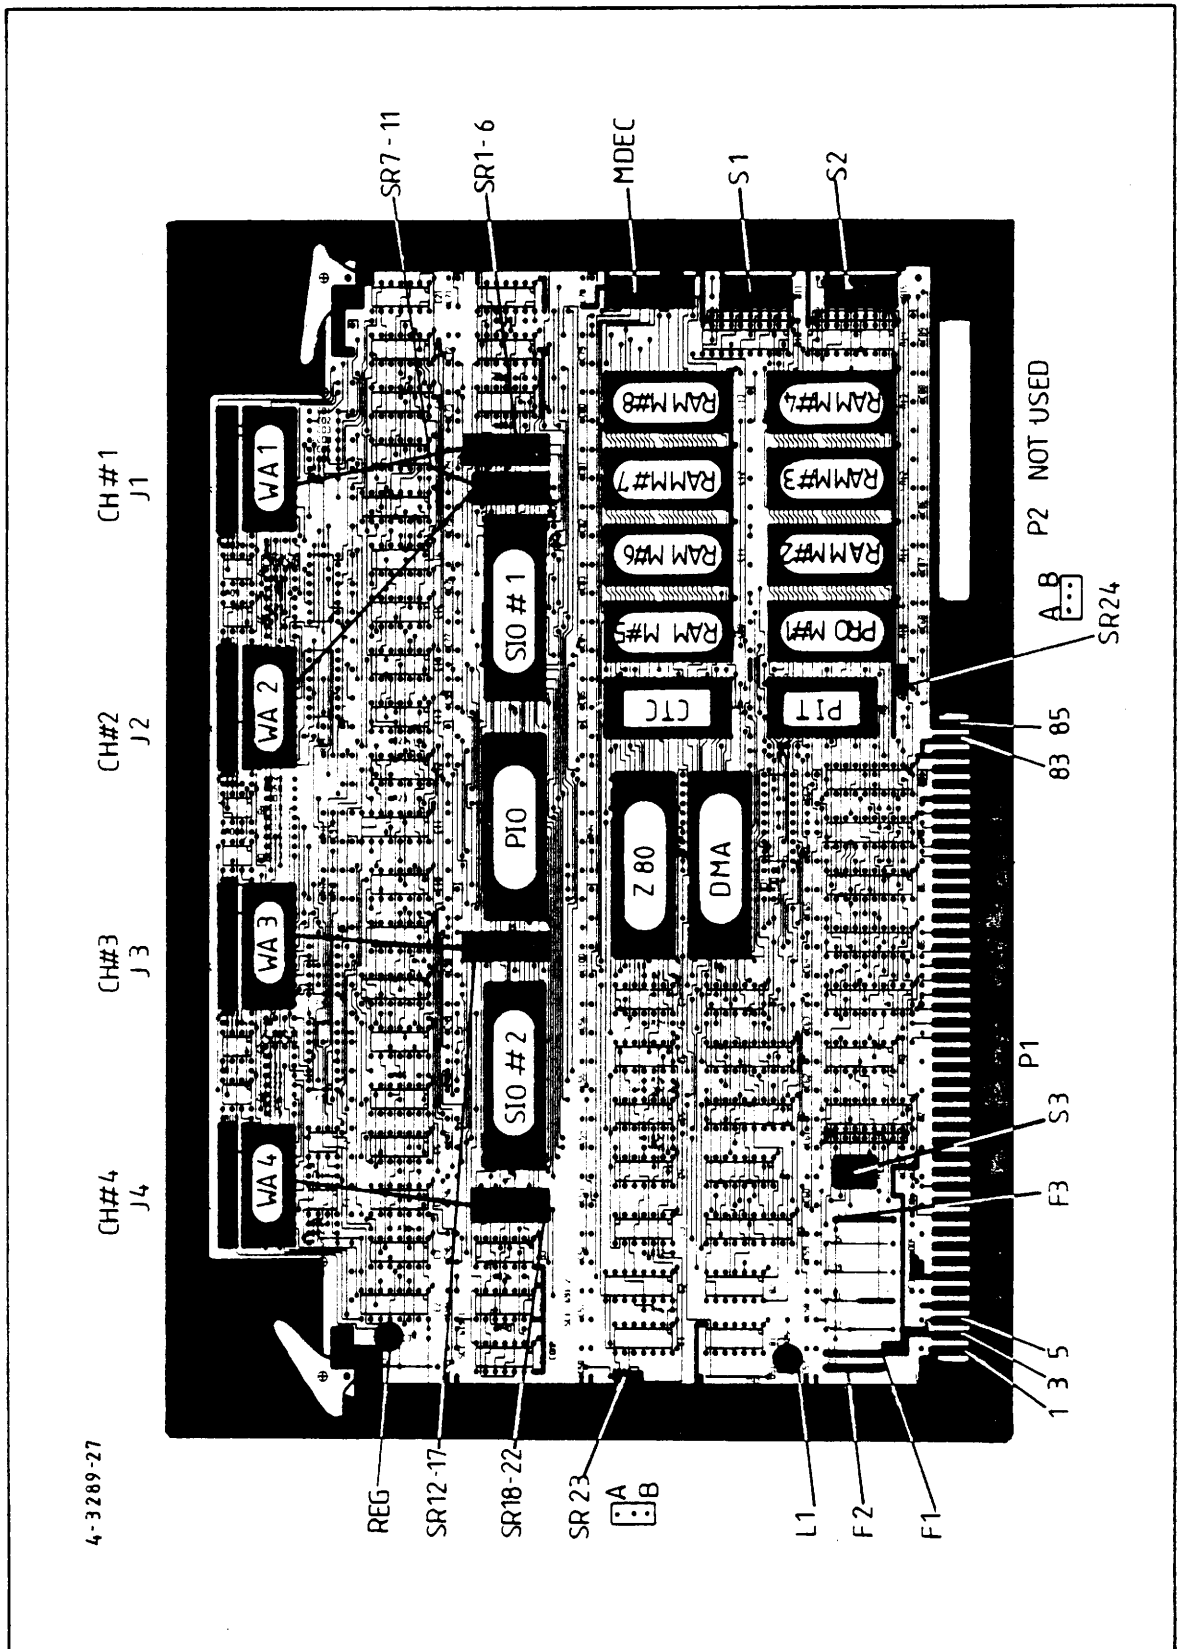 4-3289-27
CH#4
CH#3
CH#2
CH #1
J4
J 3
J 2
J1
WA 4
WA 3
WA 2
WA 1
SR7-11
SR1-6
MDEC
S1
S2
REG
SR12-17
SR18-22
SR 23
A
B
L1
F2
F1
SIO # 2
PIO
SIO # 1
Z 80
DMA
CTC
PIT
RAM M#5
RAM M#6
RAM M#7
RAM M#8
PRO M#1
RAM M#2
RAM M#3
RAM M#4
1 3 5
F3
S3
P1
83 85
A B
SR24
P2 NOT USED